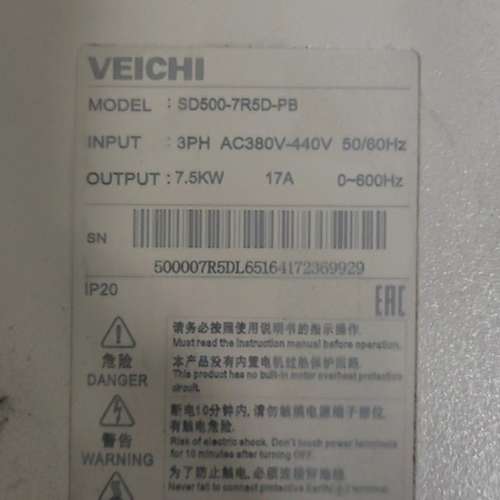 VEICHI
MODEL : SD500-7R5D-PB
INPUT : 3PH AC380V-440V 50/60Hz
OUTPUT : 7.5KW 17A 0~600Hz
SN
500007R5DL65164172369929
IP20
EAC
请务必按照使用说明书的指示操作.
Must read the instruction manual before operation.
危险
DANGER
本产品没有内置电机过热保护回路.
This product has no built-in motor overheat protection
circuit.
断电10分钟内,请勿触摸电源端子部位,
有触电危险.
警告
WARNING
Risk of electric shock. Don't touch power terminals
for 10 minutes after turning OFF.
为了防止触电,必须连接
Never fail to connect protective